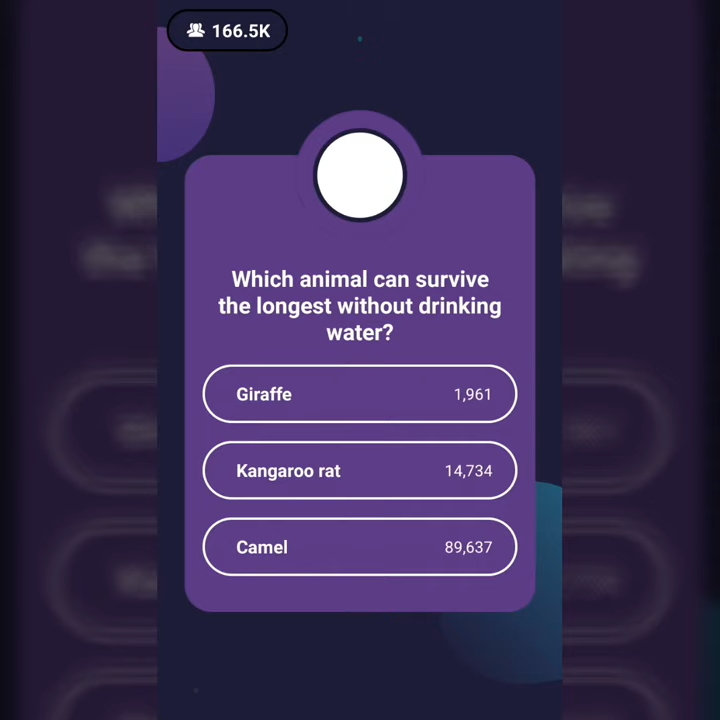 166.5K
Which animal can survive
the longest without drinking
water?
Giraffe 1,961
Kangaroo rat 14,734
Camel 89,637